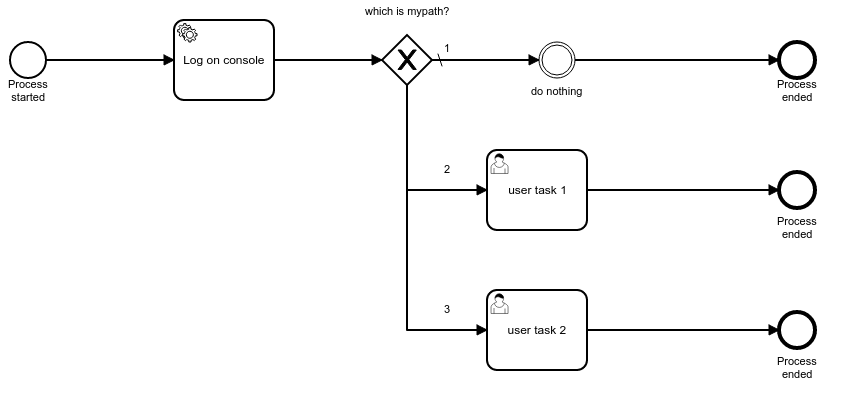 which is mypath?
Process
started
Log on console
1
do nothing
Process
ended
2
user task 1
Process
ended
3
user task 2
Process
ended